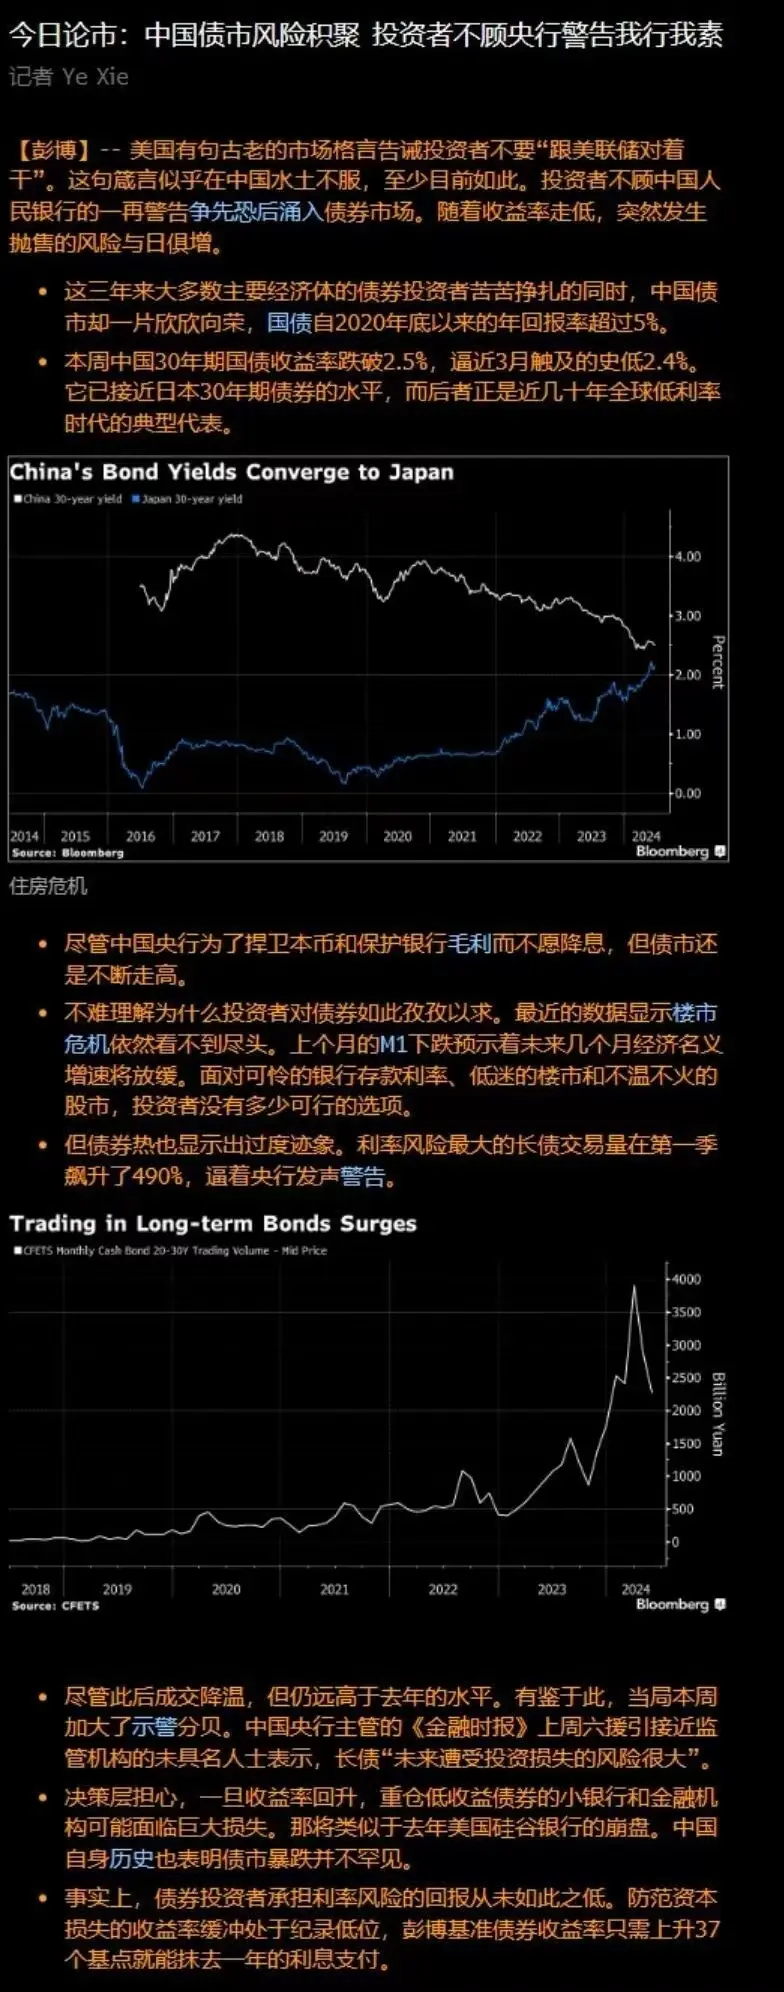 今日论市：中国债市风险积聚 投资者不顾央行警告我行我素
记者 Ye Xie
【彭博】-- 美国有句古老的市场格言告诫投资者不要“跟美联储对着
干”。这句箴言似乎在中国水土不服，至少目前如此。投资者不顾中国人
民银行的一再警告争先恐后涌入债券市场。随着收益率走低，突然发生
抛售的风险与日俱增。
• 这三年来大多数主要经济体的债券投资者苦苦挣扎的同时，中国债
市却一片欣欣向荣，国债自2020年底以来的年回报率超过5%。
• 本周中国30年期国债收益率跌破2.5%，逼近3月触及的史低2.4%。
它已接近日本30年期债券的水平，而后者正是近几十年全球低利率
时代的典型代表。
China's Bond Yields Converge to Japan
China 30-year yield Japan 30-year yield
4.00
3.00
2.00
1.00
0.00
Percent
2014 2015 2016 2017 2018 2019 2020 2021 2022 2023 2024
Source: Bloomberg
Bloomberg
住房危机
• 尽管中国央行为了捍卫本币和保护银行毛利而不愿降息，但债市还
是不断走高。
• 不难理解为什么投资者对债券如此孜孜以求。最近的数据显示楼市
危机依然看不到尽头。上个月的M1下跌预示着未来几个月经济名义
增速将放缓。面对可怜的银行存款利率、低迷的楼市和不温不火的
股市，投资者没有多少可行的选项。
• 但债券热也显示出过度迹象。利率风险最大的长债交易量在第一季
飙升了490%，逼着央行发声警告。
Trading in Long-term Bonds Surges
CFETS Monthly Cash Bond 20-30Y Trading Volume - Mid Price
4000
3500
3000
2500
2000
1500
1000
500
0
Billion Yuan
2018 2019 2020 2021 2022 2023 2024
Source: CFETS
Bloomberg
• 尽管此后成交降温，但仍远高于去年的水平。有鉴于此，当局本周
加大了示警分贝。中国央行主管的《金融时报》上周六援引接近监
管机构的未具名人士表示，长债“未来遭受投资损失的风险很大”。
• 决策层担心，一旦收益率回升，重仓低收益债券的小银行和金融机
构可能面临巨大损失。那将类似于去年美国硅谷银行的崩盘。中国
自身历史也表明债市暴跌并不罕见。
• 事实上，债券投资者承担利率风险的回报从未如此之低。防范资本
损失的收益率缓冲处于纪录低位，彭博基准债券收益率只需上升37
个基点就能抹去一年的利息支付。